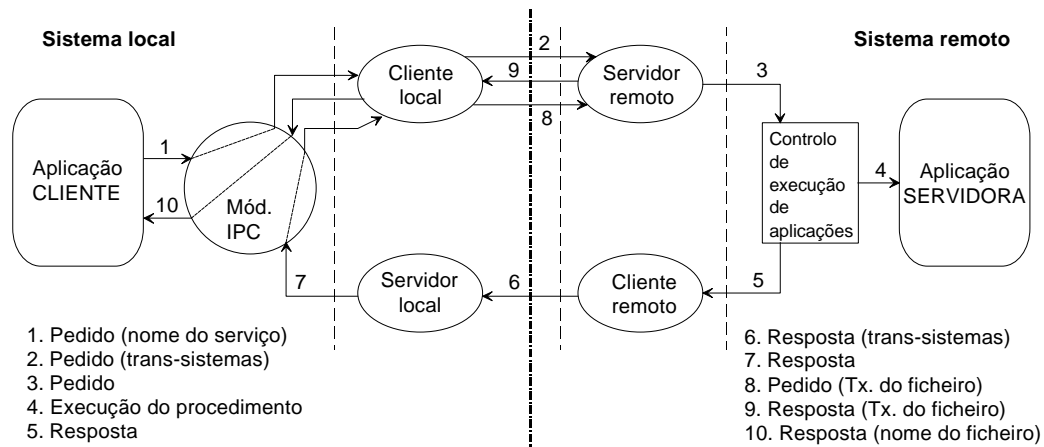 Sistema local
Sistema remoto
2
9
8
3
Cliente
local
Servidor
remoto
Aplicação
CLIENTE
1
10
Mód.
IPC
Controlo
de
execução
de
aplicações
4
Aplicação
SERVIDORA
7
Servidor
local
6
Cliente
remoto
5
1. Pedido (nome do serviço)
2. Pedido (trans-sistemas)
3. Pedido
4. Execução do procedimento
5. Resposta
6. Resposta (trans-sistemas)
7. Resposta
8. Pedido (Tx. do ficheiro)
9. Resposta (Tx. do ficheiro)
10. Resposta (nome do ficheiro)